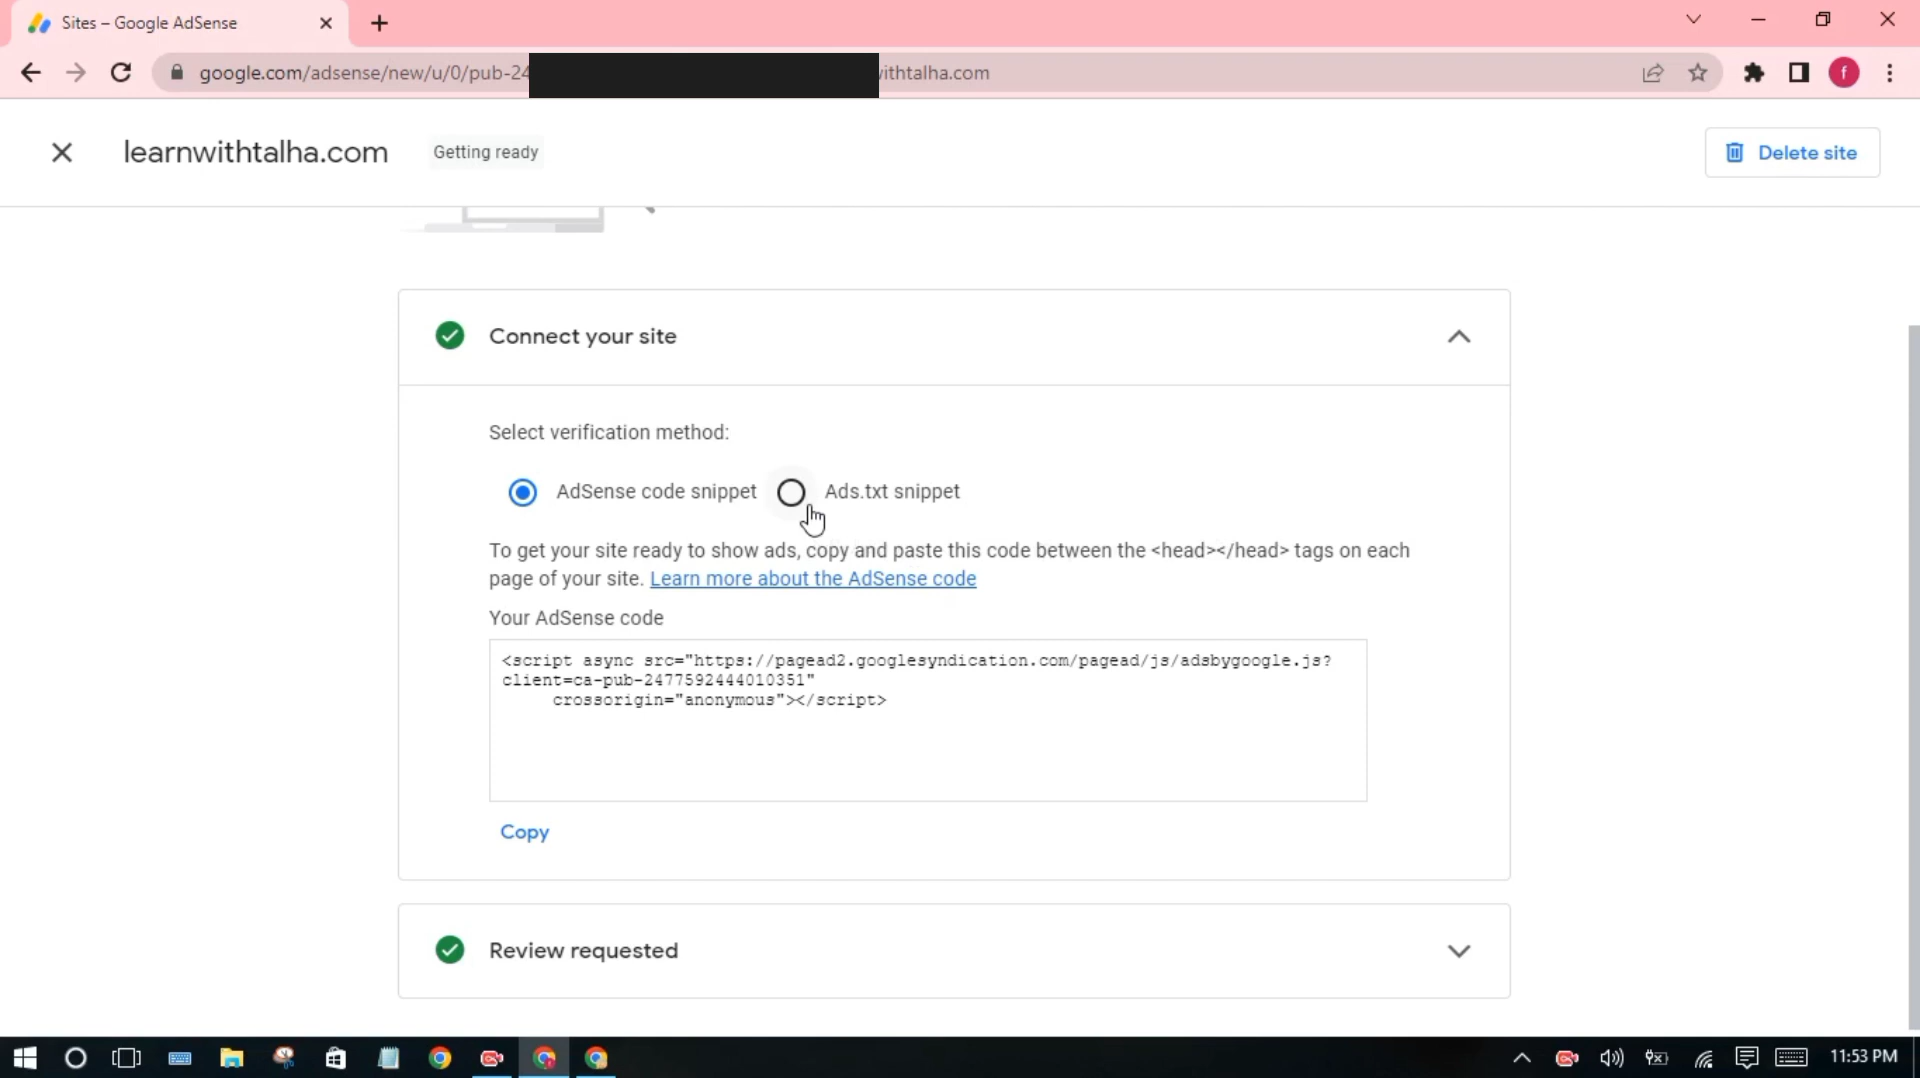 Sites – Google AdSense
google.com/adsense/new/u/0/pub-24 ithtalha.com
f
learnwithtalha.com Getting ready Delete site
Connect your site
Select verification method:
AdSense code snippet Ads.txt snippet
To get your site ready to show ads, copy and paste this code between the <head></head> tags on each
page of your site. Learn more about the AdSense code
Your AdSense code
<script async src="https://pagead2.googlesyndication.com/pagead/js/adsbygoogle.js?
client=ca-pub-2477592444010351"
crossorigin="anonymous"></script>
Copy
Review requested
11:53 PM